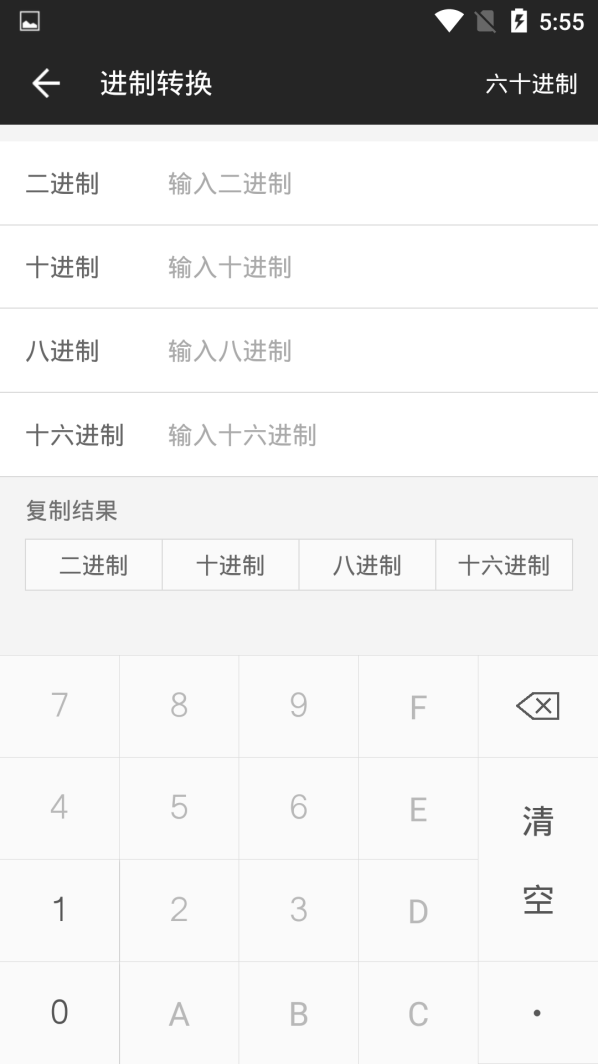 5:55
进制转换 六十进制
二进制 输入二进制
十进制 输入十进制
八进制 输入八进制
十六进制 输入十六进制
复制结果
二进制 十进制 八进制 十六进制
7 8 9 F
4 5 6 E
清
空
1 2 3 D
0 A B C .